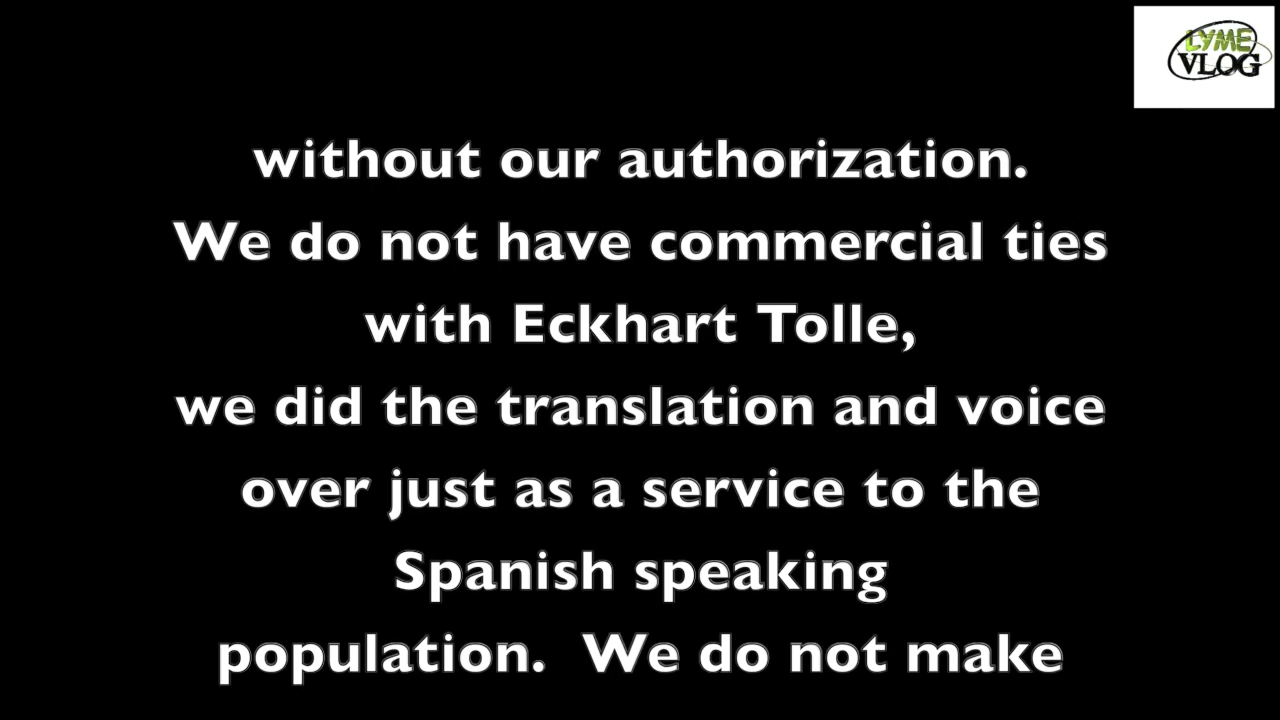 LYME
VLOG
without our authorization.
We do not have commercial ties
with Eckhart Tolle,
we did the translation and voice
over just as a service to the
Spanish speaking
population.  We do not make